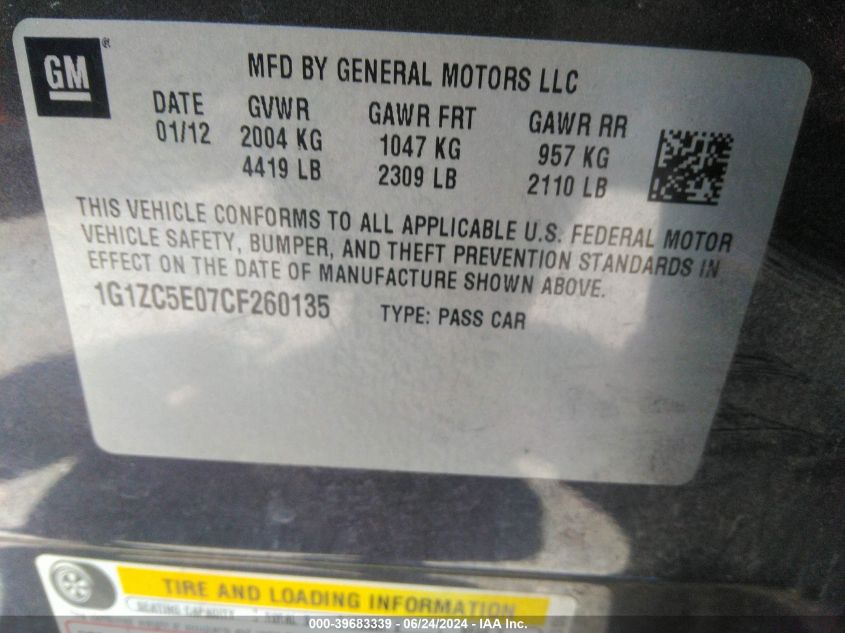 GM®
MFD BY GENERAL MOTORS LLC
DATE GVWR GAWR FRT GAWR RR
01/12 2004 KG 1047 KG 957 KG
4419 LB 2309 LB 2110 LB
THIS VEHICLE CONFORMS TO ALL APPLICABLE U.S. FEDERAL MOTOR
VEHICLE SAFETY, BUMPER, AND THEFT PREVENTION STANDARDS IN
EFFECT ON THE DATE OF MANUFACTURE SHOWN ABOVE.
1G1ZC5E07CF260135 TYPE: PASS CAR
TIRE AND LOADING INFORMATION
SEATING CAPACITY
000-39683339 - 06/24/2024 - IAA Inc.